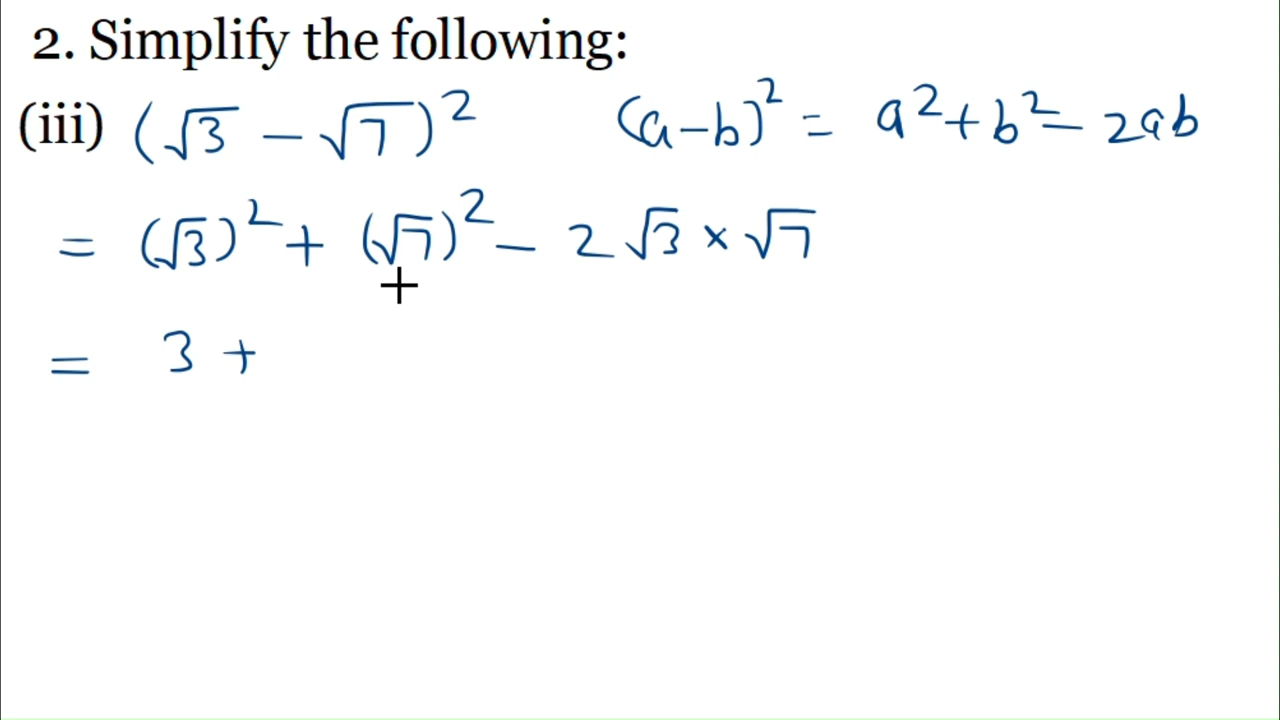 2. Simplify the following:
(iii) (√3 − √7)² (a−b)² = a²+b²− 2ab
= (√3)² + (√7)² − 2√3 × √7
= 3 +